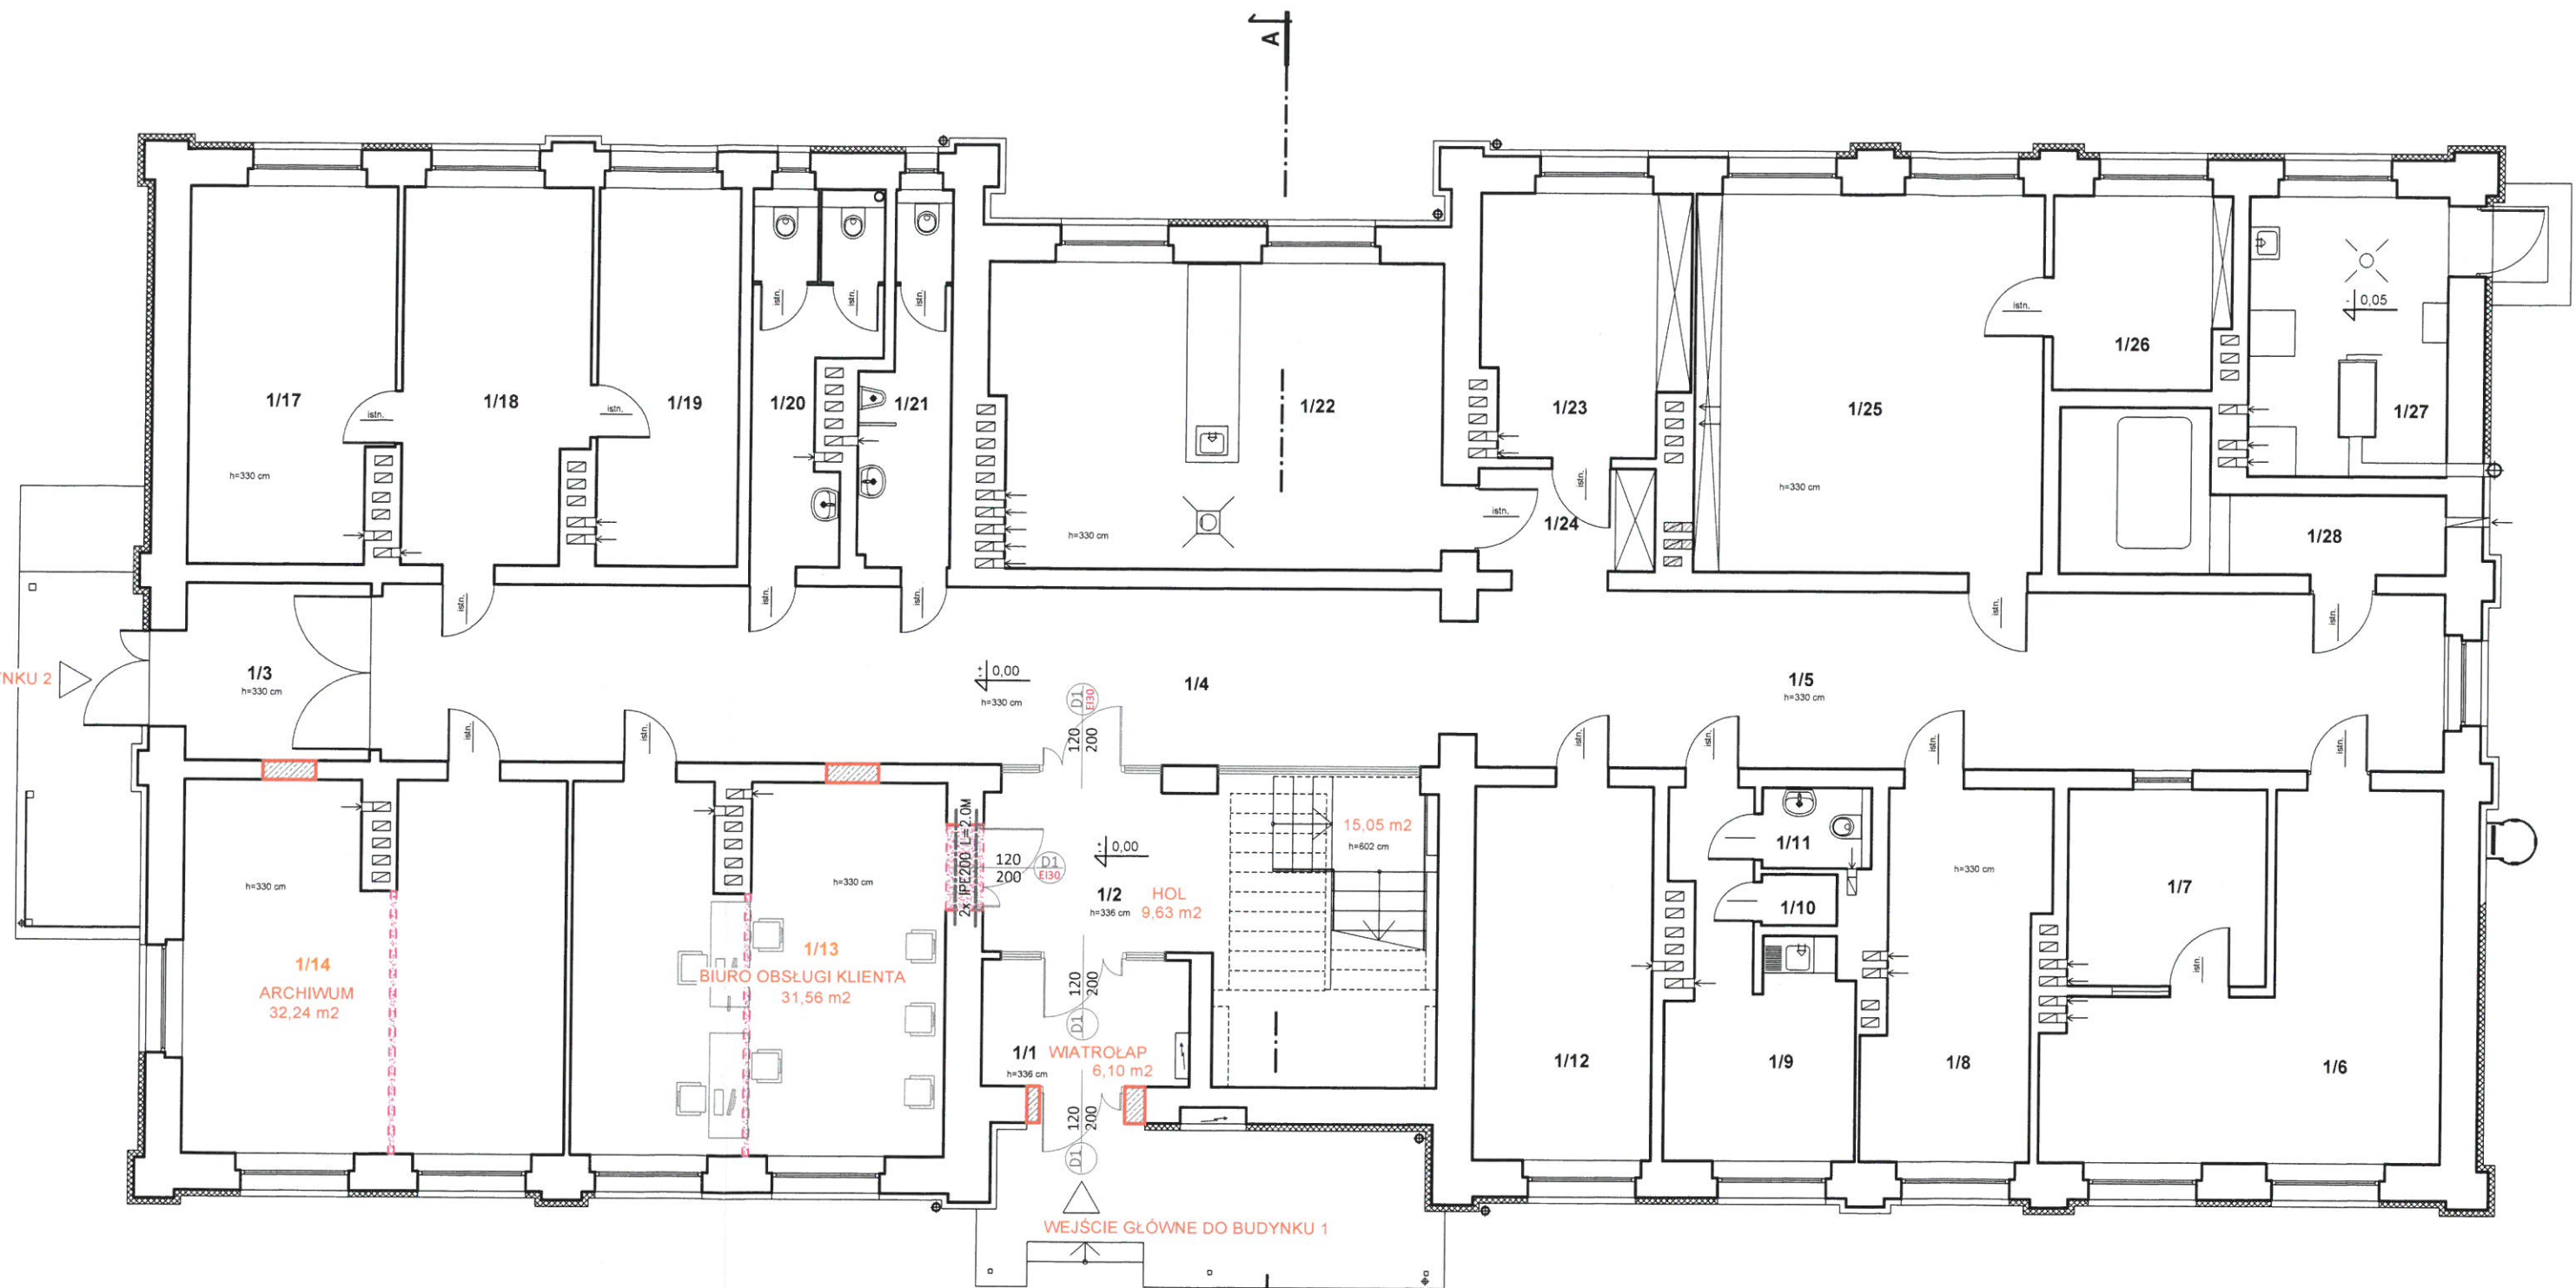 A
1/17
h=330 cm
istn.
1/18
istn.
1/19
istn.
istn.
1/20
istn.
1/21
1/22
h=330 cm
istn.
1/23
istn.
1/24
1/25
h=330 cm
istn.
1/26
- 0,05
1/27
1/28
istn.
istn.
istn.
istn.
istn.
YNKU 2
1/3
h=330 cm
+ 0,00
h=330 cm
1/4
1/5
h=330 cm
D1
EI30
120
200
istn.
istn.
istn.
istn.
istn.
istn.
h=330 cm
1/14
ARCHIWUM
32,24 m2
h=330 cm
1/13
BIURO OBSŁUGI KLIENTA
31,56 m2
2x IPE200 L=2.0M
120
200
D1
EI30
+ 0,00
1/2
h=336 cm
HOL
9,63 m2
15,05 m2
h=602 cm
120
200
D1
1/1
h=336 cm
WIATROŁAP
6,10 m2
120
200
D1
WEJŚCIE GŁÓWNE DO BUDYNKU 1
1/12
1/11
1/10
1/9
h=330 cm
1/8
1/7
istn.
1/6